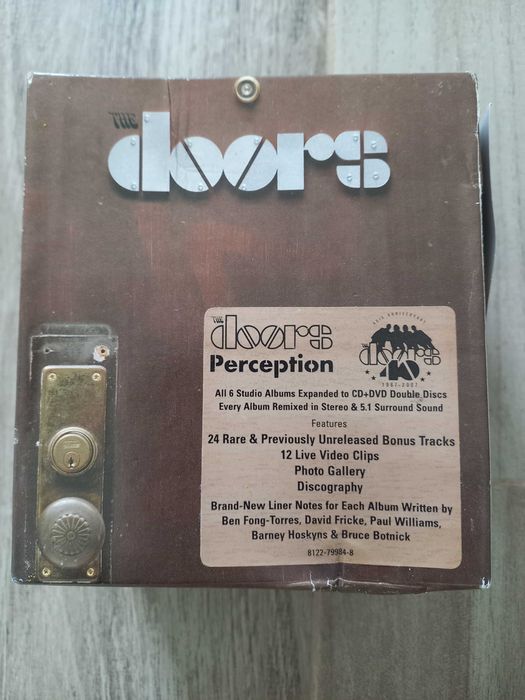 THE
doors
THE
doors
Perception
40TH ANNIVERSARY
THE
doors
40
1967-2007
All 6 Studio Albums Expanded to CD+DVD Double Discs
Every Album Remixed in Stereo & 5.1 Surround Sound
Features
24 Rare & Previously Unreleased Bonus Tracks
12 Live Video Clips
Photo Gallery
Discography
Brand-New Liner Notes for Each Album Written by
Ben Fong-Torres, David Fricke, Paul Williams,
Barney Hoskyns & Bruce Botnick
8122-79984-8